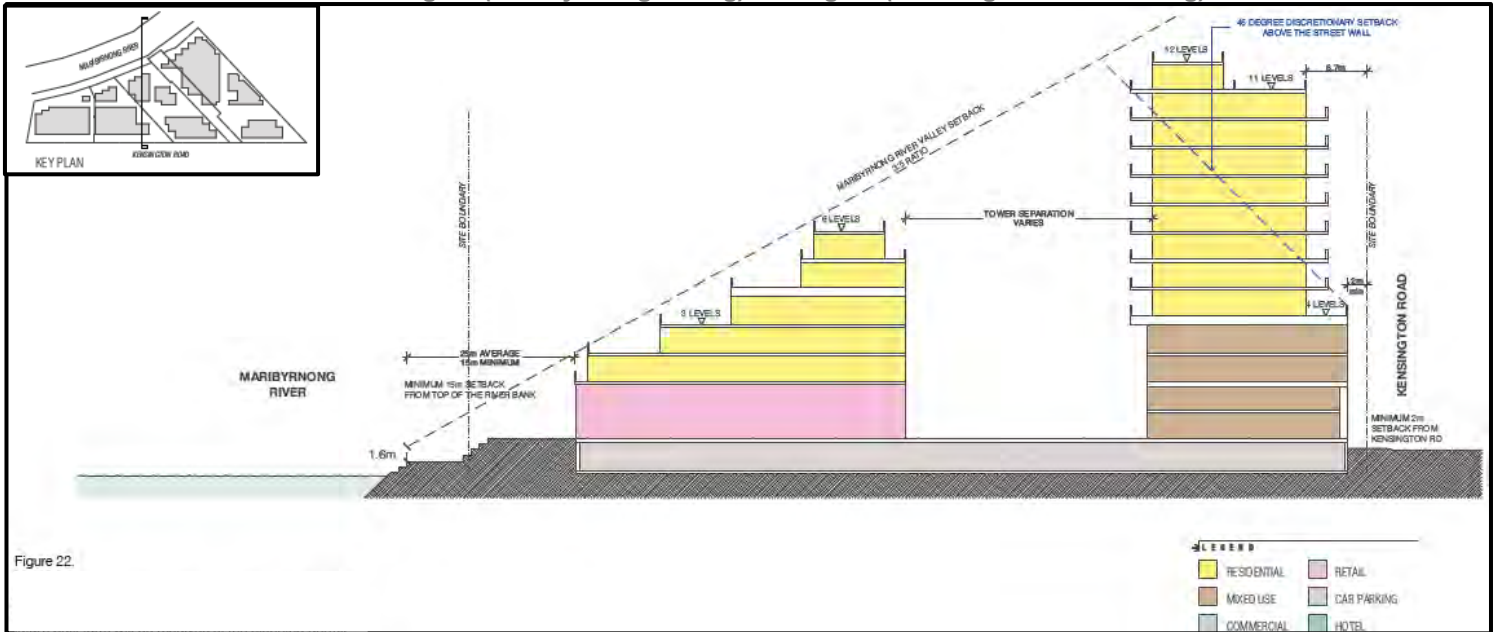 MARIBYRNONG RIVER
KEY PLAN
KENSINGTON ROAD
45 DEGREE DISCRETIONARY SETBACK
ABOVE THE STREET WALL
12 LEVELS
11 LEVELS
MARIBYRNONG RIVER VALLEY SETBACK
SITE BOUNDARY
6 LEVELS
TOWER SEPARATION
VARIES
SITE BOUNDARY
2m
4 LEVELS
KENSINGTON ROAD
3 LEVELS
25m AVERAGE
15m MINIMUM
MARIBYRNONG
RIVER
MINIMUM 15m SETBACK
FROM TOP OF THE RIVER BANK
MINIMUM 2m
SETBACK FROM
KENSINGTON RD
1.6m
Figure 22.
LEGEND
RESIDENTIAL
RETAIL
MIXED USE
CAR PARKING
COMMERCIAL
HOTEL